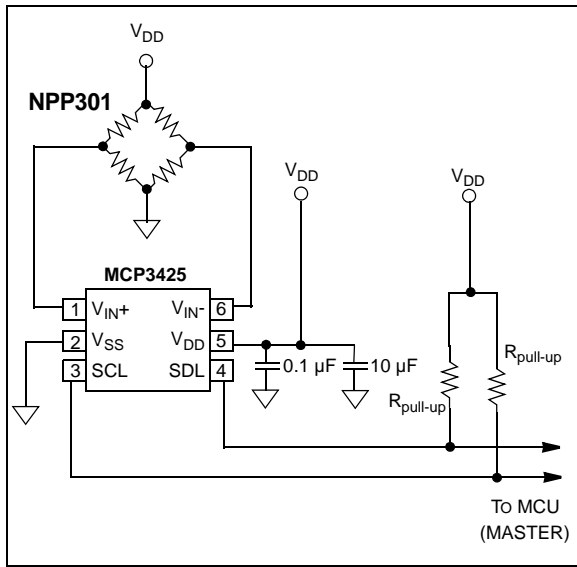 VDD
NPP301
VDD
VDD
MCP3425
1 VIN+ VIN- 6
2 VSS VDD 5
3 SCL SDL 4
0.1 µF 10 µF
Rpull-up
Rpull-up
TO MCU
(MASTER)